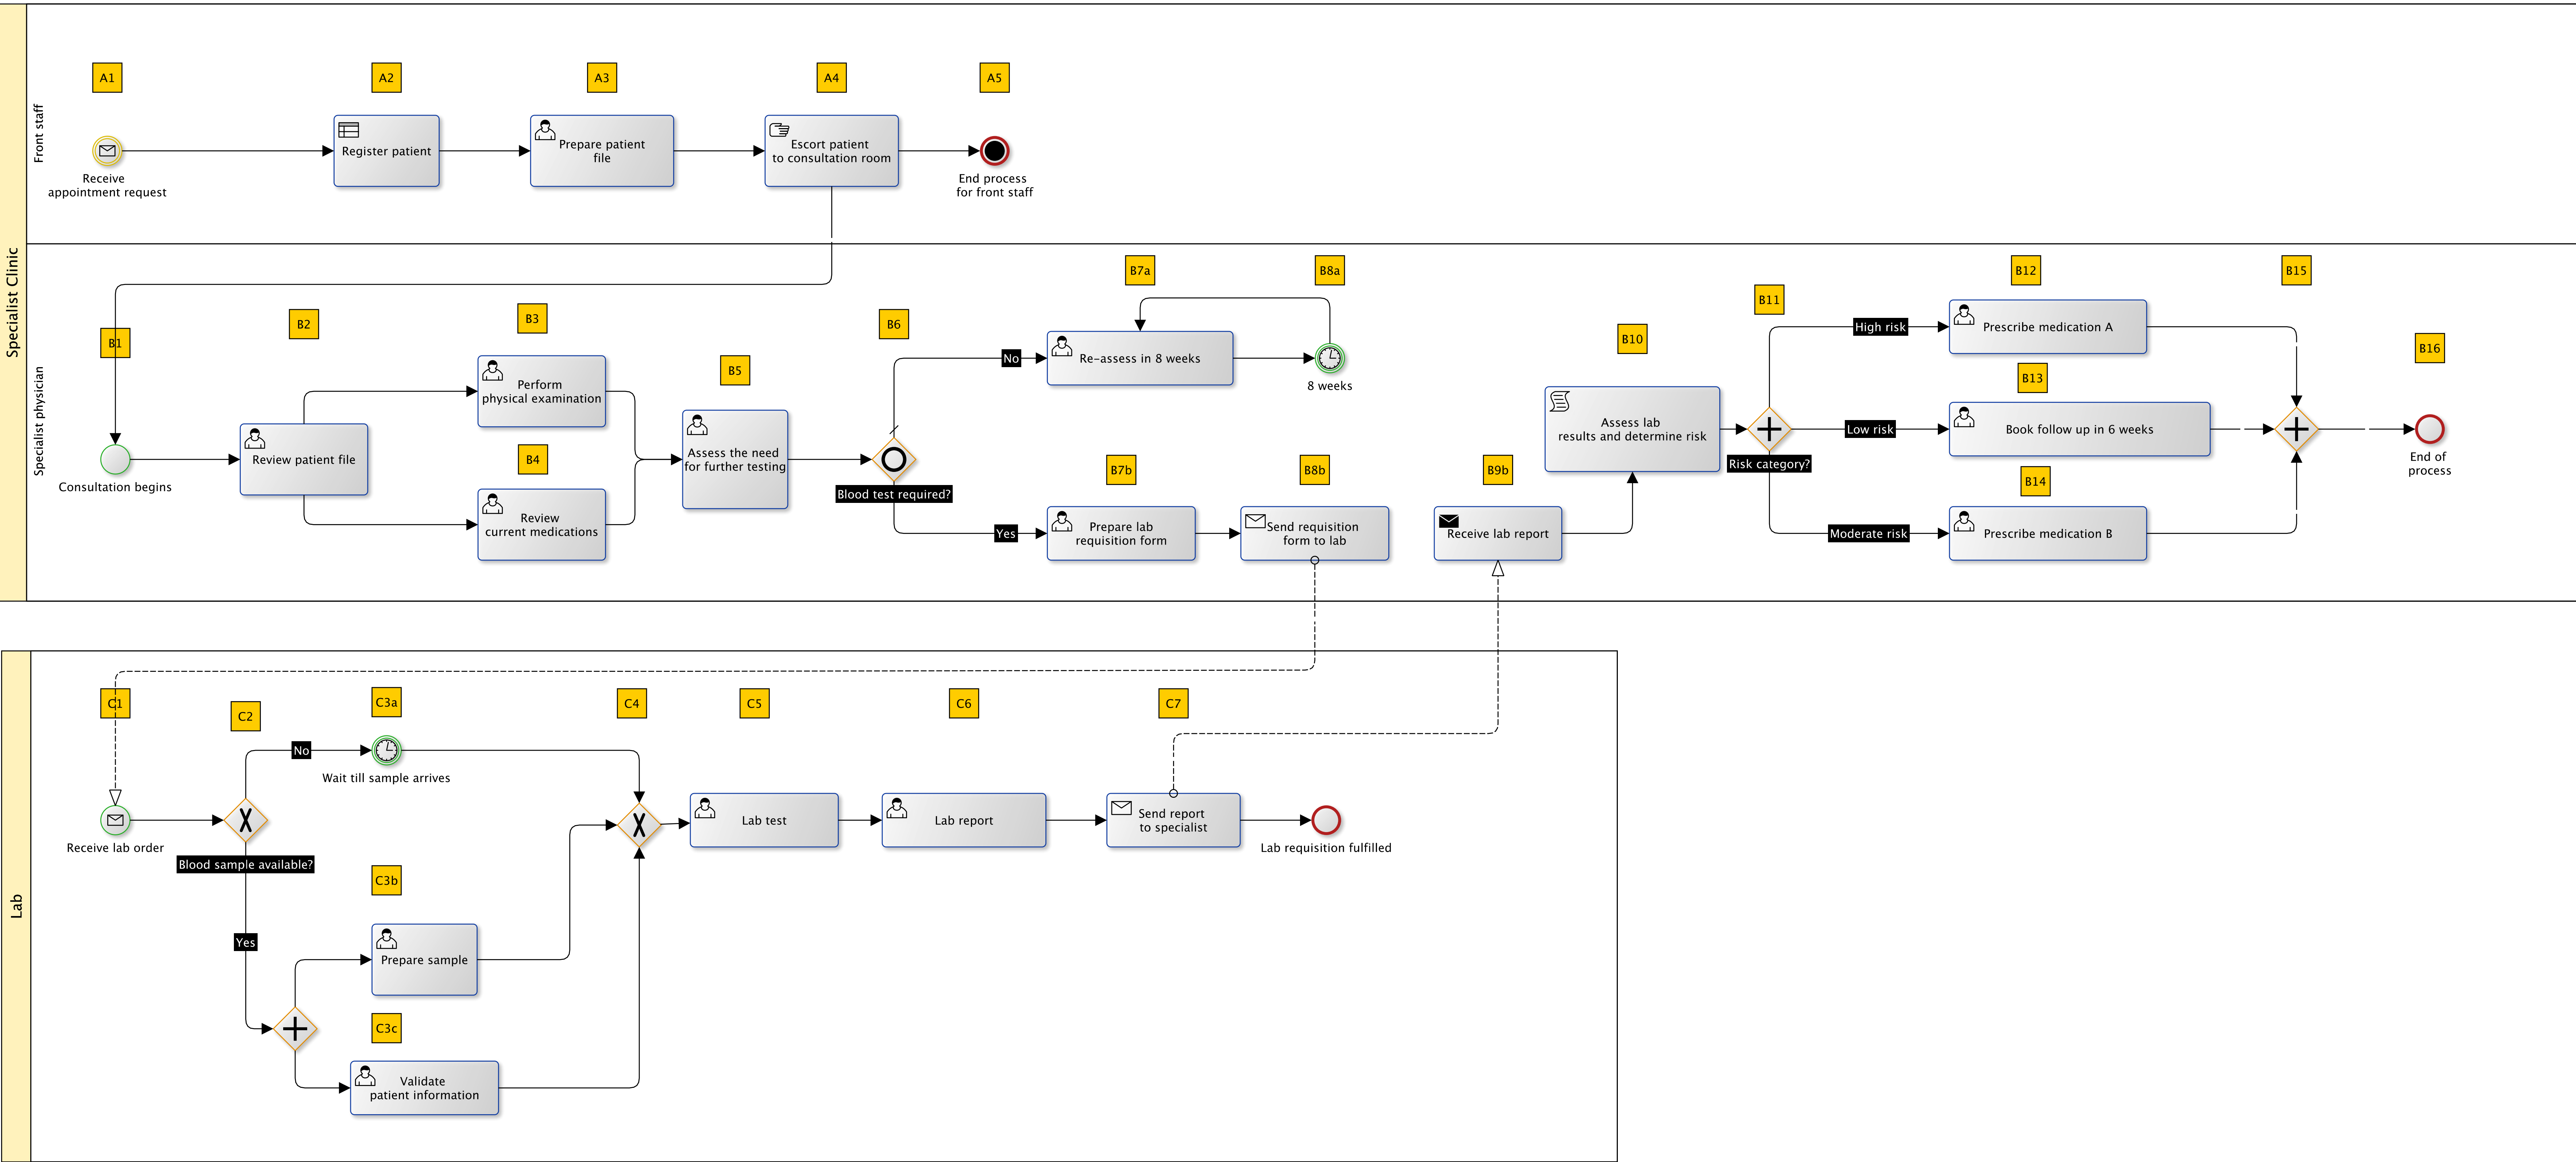 Specialist Clinic
Front staff
A1
A2
A3
A4
A5
Receive
appointment request
Register patient
Prepare patient
file
Escort patient
to consultation room
End process
for front staff
Specialist physician
B1
B2
B3
B4
B5
B6
B7a
B8a
B7b
B8b
B9b
B10
B11
B12
B13
B14
B15
B16
Consultation begins
Review patient file
Perform
physical examination
Review
current medications
Assess the need
for further testing
Blood test required?
No
Re-assess in 8 weeks
8 weeks
Yes
Prepare lab
requisition form
Send requisition
form to lab
Receive lab report
Assess lab
results and determine risk
Risk category?
High risk
Prescribe medication A
Low risk
Book follow up in 6 weeks
Moderate risk
Prescribe medication B
End of
process
Lab
C1
C2
C3a
C4
C5
C6
C7
Receive lab order
Blood sample available?
No
Wait till sample arrives
Yes
C3b
Prepare sample
C3c
Validate
patient information
Lab test
Lab report
Send report
to specialist
Lab requisition fulfilled